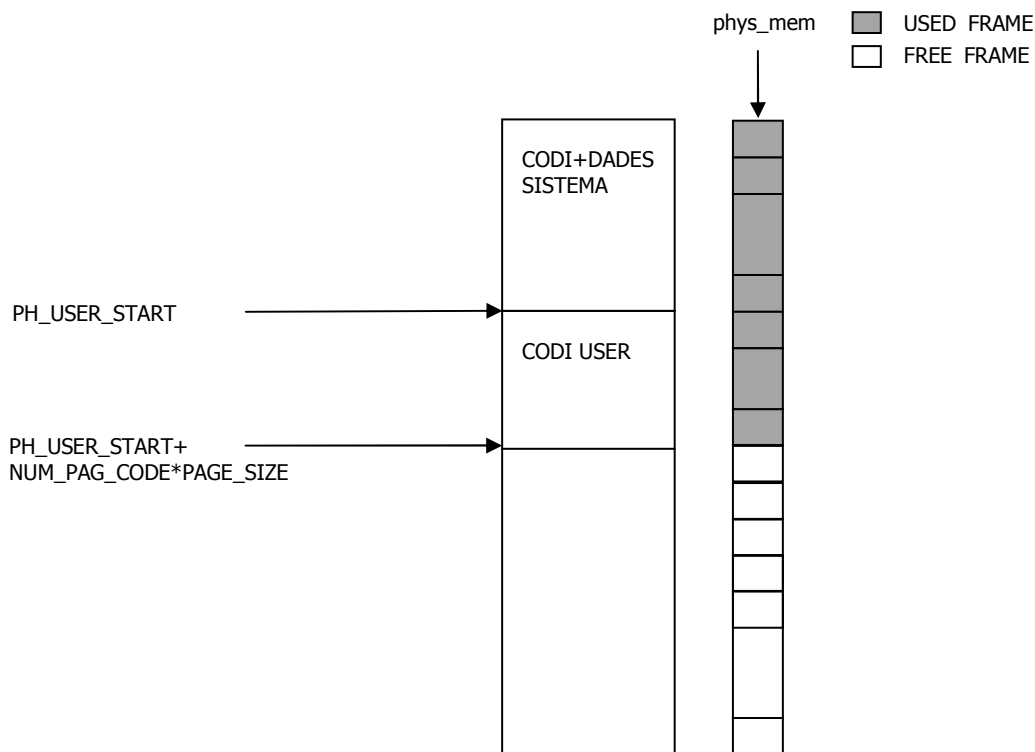 phys_mem
USED FRAME
FREE FRAME
CODI+DADES
SISTEMA
PH_USER_START
CODI USER
PH_USER_START+
NUM_PAG_CODE*PAGE_SIZE